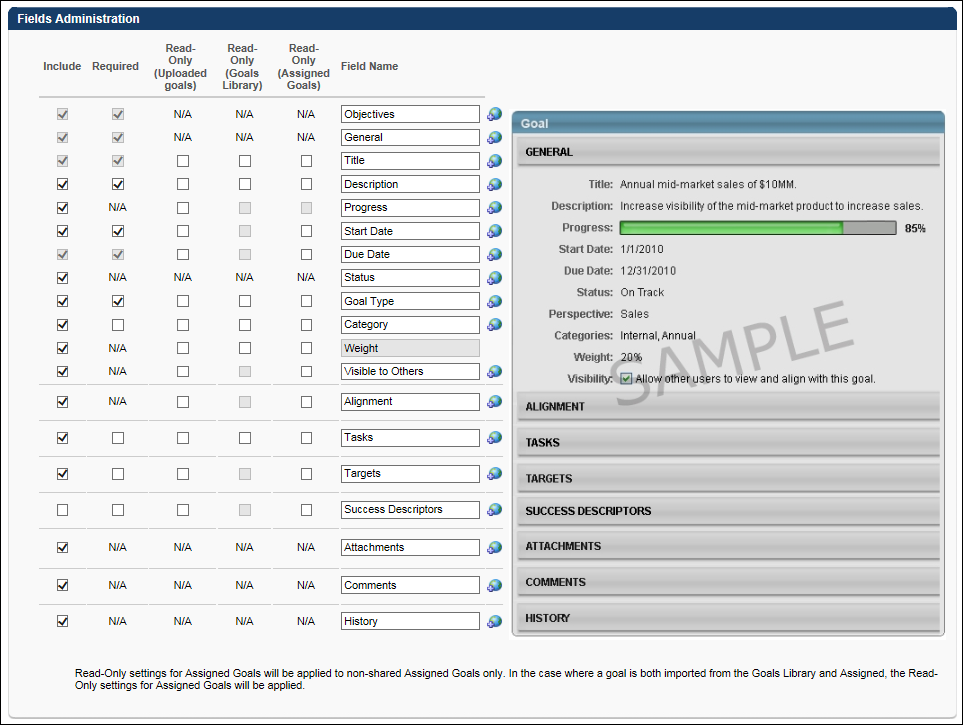 Fields Administration
Include Required Read-Only (Uploaded goals) Read-Only (Goals Library) Read-Only (Assigned Goals) Field Name
N/A N/A N/A Objectives
N/A N/A N/A General
Title
Description
N/A Progress
Start Date
Due Date
N/A N/A N/A N/A Status
Goal Type
Category
N/A Weight
N/A Visible to Others
N/A Alignment
Tasks
Targets
Success Descriptors
N/A N/A N/A N/A Attachments
N/A N/A N/A N/A Comments
N/A N/A N/A N/A History
Goal
GENERAL
Title: Annual mid-market sales of $10MM.
Description: Increase visibility of the mid-market product to increase sales.
Progress: 85%
Start Date: 1/1/2010
Due Date: 12/31/2010
Status: On Track
Perspective: Sales
Categories: Internal, Annual
Weight: 20%
Visibility: Allow other users to view and align with this goal.
SAMPLE
ALIGNMENT
TASKS
TARGETS
SUCCESS DESCRIPTORS
ATTACHMENTS
COMMENTS
HISTORY
Read-Only settings for Assigned Goals will be applied to non-shared Assigned Goals only. In the case where a goal is both imported from the Goals Library and Assigned, the Read-
Only settings for Assigned Goals will be applied.